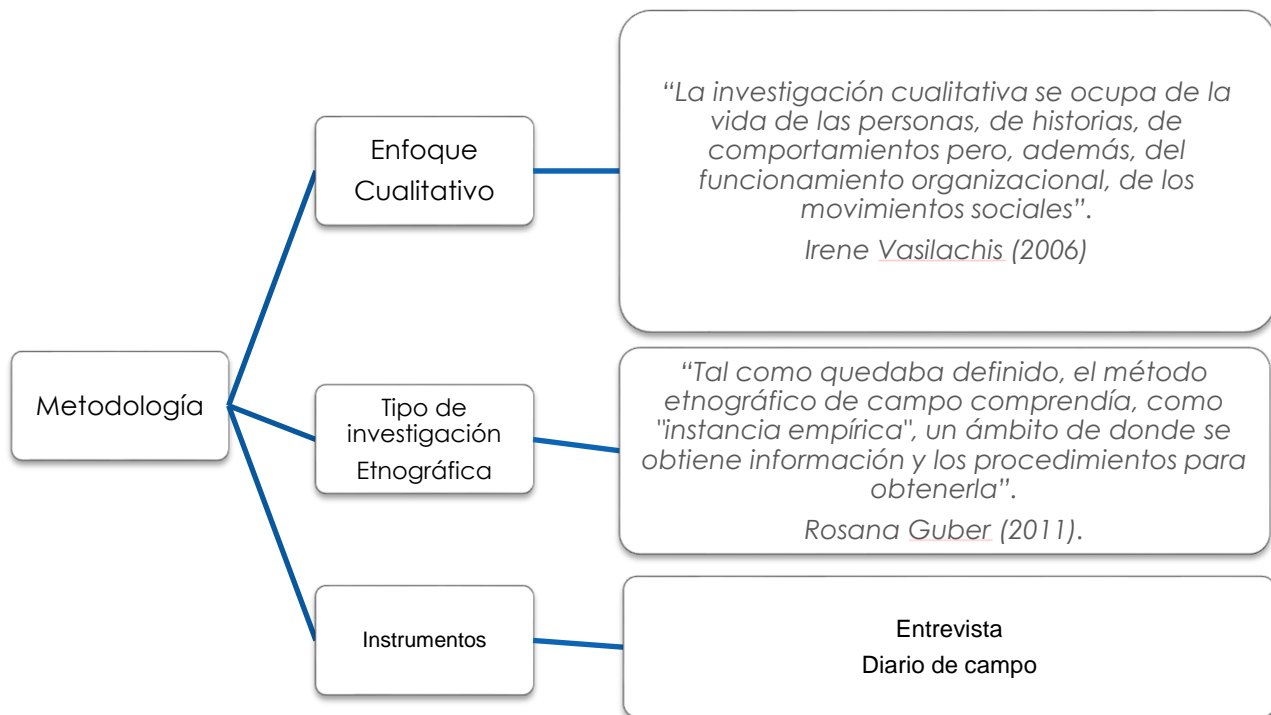 Metodología
Enfoque
Cualitativo
“La investigación cualitativa se ocupa de la
vida de las personas, de historias, de
comportamientos pero, además, del
funcionamiento organizacional, de los
movimientos sociales”.
Irene Vasilachis (2006)
Tipo de
investigación
Etnográfica
“Tal como quedaba definido, el método
etnográfico de campo comprendía, como
"instancia empírica", un ámbito de donde se
obtiene información y los procedimientos para
obtenerla”.
Rosana Guber (2011).
Instrumentos
Entrevista
Diario de campo